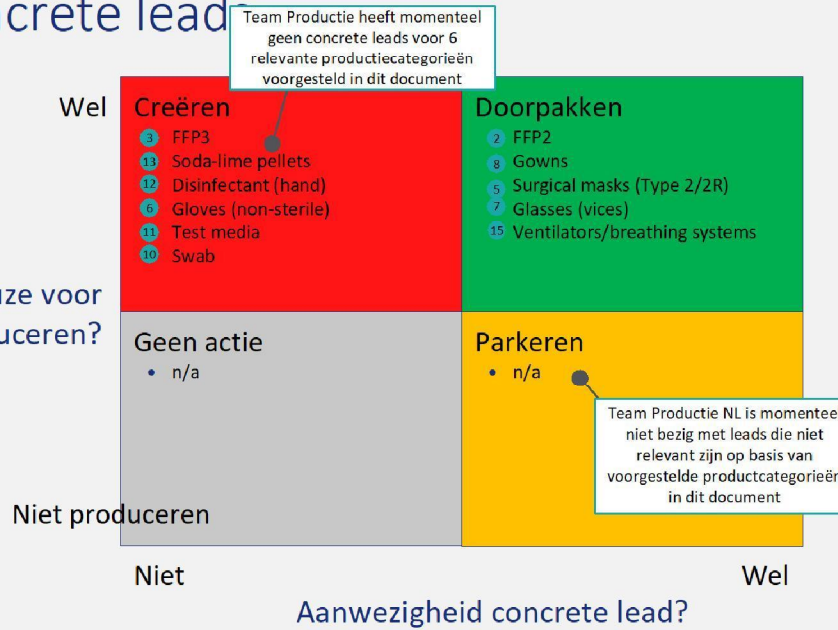 crete leads
Team Productie heeft momenteel
geen concrete leads voor 6
relevante productiecategorieën
voorgesteld in dit document
Wel
Creëren
3 FFP3
13 Soda-lime pellets
12 Disinfectant (hand)
6 Gloves (non-sterile)
11 Test media
10 Swab
Doorpakken
2 FFP2
8 Gowns
5 Surgical masks (Type 2/2R)
7 Glasses (vices)
15 Ventilators/breathing systems
ze voor
uceren?
Geen actie
• n/a
Parkeren
• n/a
Team Productie NL is momentee
niet bezig met leads die niet
relevant zijn op basis van
voorgestelde productcategorieër
in dit document
Niet produceren
Niet
Wel
Aanwezigheid concrete lead?